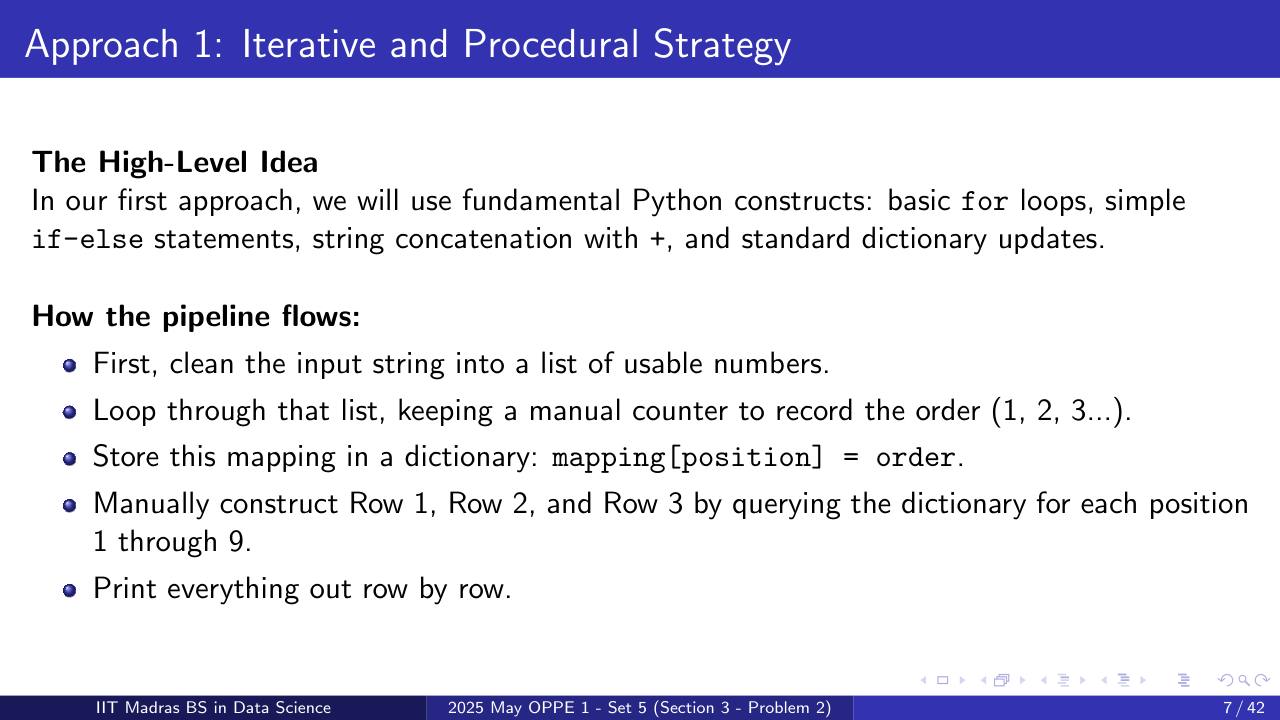 Approach 1: Iterative and Procedural Strategy
The High-Level Idea
In our first approach, we will use fundamental Python constructs: basic for loops, simple
if-else statements, string concatenation with +, and standard dictionary updates.
How the pipeline flows:
First, clean the input string into a list of usable numbers.
Loop through that list, keeping a manual counter to record the order (1, 2, 3...).
Store this mapping in a dictionary: mapping[position] = order.
Manually construct Row 1, Row 2, and Row 3 by querying the dictionary for each position
1 through 9.
Print everything out row by row.
IIT Madras BS in Data Science
2025 May OPPE 1 - Set 5 (Section 3 - Problem 2)
7 / 42